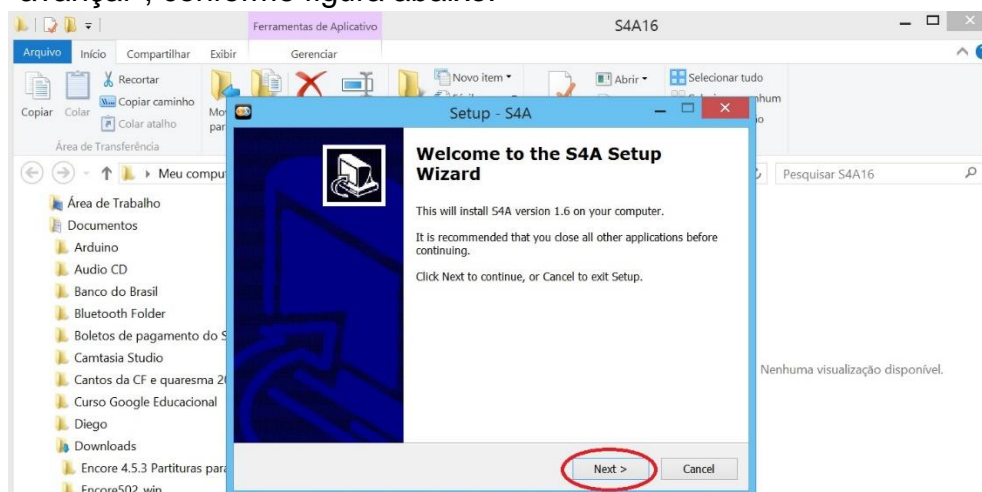 avançar", conforme figura abaixo.
Ferramentas de Aplicativo
S4A16
Arquivo Início Compartilhar Exibir Gerenciar
Copiar Colar
Recortar
Copiar caminho
Colar atalho
Área de Transferência
Novo item
Abrir
Selecionar tudo
Setup - S4A
Meu compu
Pesquisar S4A16
Área de Trabalho
Documentos
Arduino
Audio CD
Banco do Brasil
Bluetooth Folder
Boletos de pagamento do S
Camtasia Studio
Cantos da CF e quaresma 20
Curso Google Educacional
Diego
Downloads
Encore 4.5.3 Partituras para
Encore502_win
Welcome to the S4A Setup
Wizard
This will install S4A version 1.6 on your computer.
It is recommended that you close all other applications before
continuing.
Click Next to continue, or Cancel to exit Setup.
Next >
Cancel
Nenhuma visualização disponível.